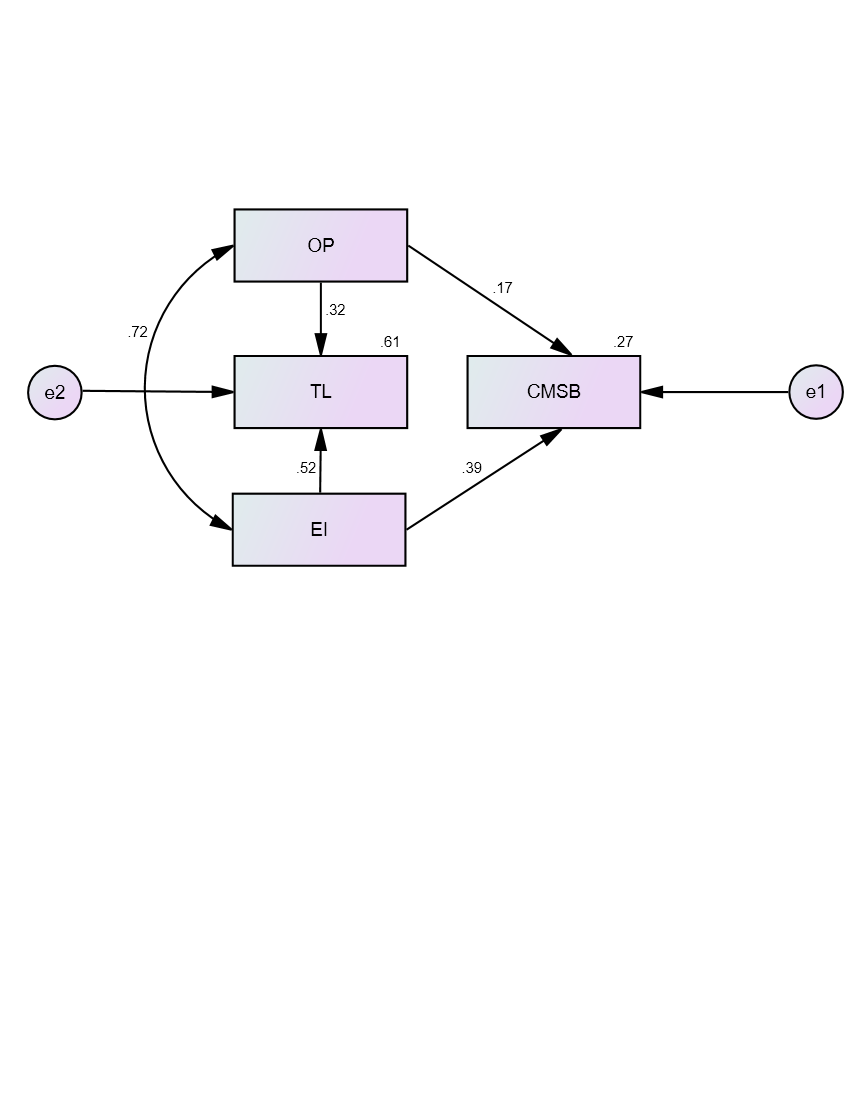 OP
.17
.32
.72
.61
.27
e2
TL
CMSB
e1
.52
.39
EI